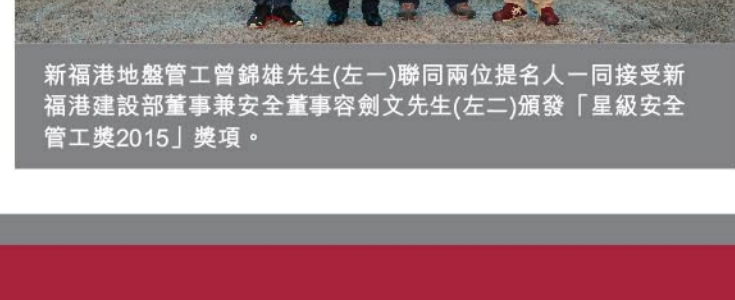 新福港地盤管工曾錦雄先生(左一)聯同兩位提名人一同接受新
福港建設部董事兼安全董事容劍文先生(左二)頒發「星級安全
管工獎2015」獎項。